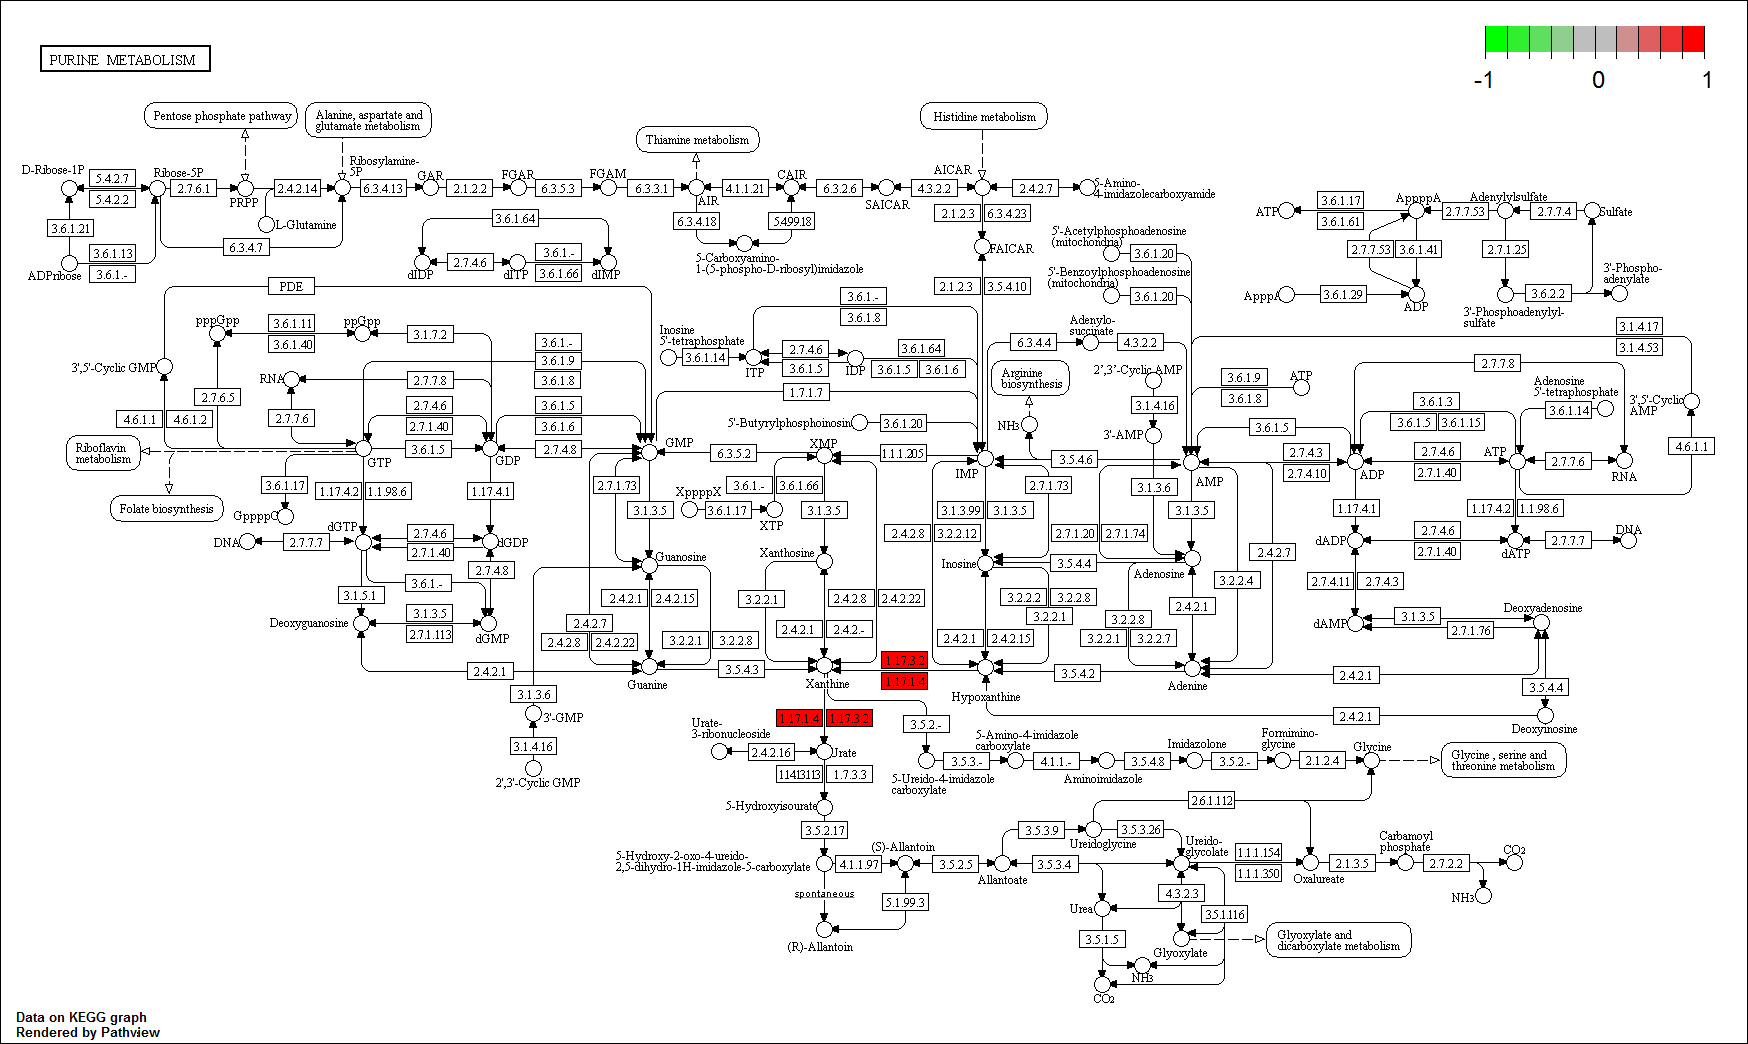 PURINE METABOLISM
-1 0 1
Pentose phosphate pathway
Alanine, aspartate and
glutamate metabolism
Thiamine metabolism
Histidine metabolism
D-Ribose-1P
5.4.2.7
5.4.2.2
Ribose-5P
2.7.6.1
PRPP
2.4.2.14
Ribosylamine-
5P
6.3.4.13
GAR
2.1.2.2
FGAR
6.3.5.3
FGAM
6.3.3.1
AIR
4.1.1.21
CAIR
6.3.2.6
SAICAR
4.3.2.2
AICAR
2.4.2.7
5-Amino-
4-imidazolecarboxyamide
3.6.1.21
3.6.1.13
3.6.1.-
ADPribose
L-Glutamine
6.3.4.7
3.6.1.64
dIDP
2.7.4.6
dITP
3.6.1.-
3.6.1.66
dIMP
6.3.4.18
5.4.99.18
5-Carboxyamino-
1-(5-phospho-D-ribosyl)imidazole
2.1.2.3 6.3.4.23
FAICAR
2.1.2.3 3.5.4.10
5'-Acetylphosphoadenosine
(mitochondria)
3.6.1.20
5'-Benzoylphosphoadenosine
(mitochondria)
3.6.1.20
ATP
3.6.1.17
3.6.1.61
AppppA
2.7.7.53
Adenylylsulfate
2.7.7.4
Sulfate
2.7.7.53 3.6.1.41
2.7.1.25
ApppA
3.6.1.29
ADP
3.6.2.2
3'-Phospho-
adenylate
3'-Phosphoadenylyl-
sulfate
PDE
pppGpp
3.6.1.11
3.6.1.40
ppGpp
3.1.7.2
3',5'-Cyclic GMP
RNA
2.7.7.8
2.7.6.5
2.7.7.6
4.6.1.1 4.6.1.2
2.7.4.6
2.7.1.40
3.6.1.-
3.6.1.9
3.6.1.8
3.6.1.5
3.6.1.6
Inosine
5'-tetraphosphate
3.6.1.14
ITP
3.6.1.-
3.6.1.8
2.7.4.6
3.6.1.5
IDP
3.6.1.64
3.6.1.5 3.6.1.6
1.7.1.7
5'-Butyrylphosphoinosine
3.6.1.20
6.3.4.4
Adenylo-
succinate
4.3.2.2
Arginine
biosynthesis
NH3
2',3'-Cyclic AMP
3.1.4.16
3'-AMP
3.6.1.9
3.6.1.8
ATP
3.1.4.17
3.1.4.53
2.7.7.8
Adenosine
5'-tetraphosphate
3.6.1.14
3',5'-Cyclic
AMP
3.6.1.3
3.6.1.5 3.6.1.15
3.6.1.5
4.6.1.1
Riboflavin
metabolism
GTP
3.6.1.5
GDP
2.7.4.8
GMP
6.3.5.2
XMP
1.1.1.205
IMP
3.5.4.6
AMP
2.7.4.3
2.7.4.10
ADP
2.7.4.6
2.7.1.40
ATP
2.7.7.6
RNA
Folate biosynthesis
3.6.1.17
GppppG
1.17.4.2 1.1.98.6
1.17.4.1
2.7.1.73
3.1.3.5
XppppX
3.6.1.17
3.6.1.- 3.6.1.66
XTP
3.1.3.5
2.7.1.73
3.1.3.99 3.1.3.5
3.1.3.6
3.1.3.5
1.17.4.1
1.17.4.2 1.1.98.6
DNA
2.7.7.7
dGTP
2.7.4.6
2.7.1.40
dGDP
2.7.4.8
3.6.1.-
3.1.5.1
Deoxyguanosine
3.1.3.5
2.7.1.113
dGMP
Guanosine
2.4.2.1 2.4.2.15
2.4.2.7
2.4.2.8 2.4.2.22
3.2.2.1 3.2.2.8
Xanthosine
3.2.2.1
2.4.2.8 2.4.2.22
2.4.2.1 2.4.2.-
2.4.2.8 3.2.2.12
Inosine
3.5.4.4
2.7.1.20 2.7.1.74
3.2.2.2 3.2.2.8
3.2.2.1
2.4.2.1 2.4.2.15
Adenosine
2.4.2.7
3.2.2.4
2.4.2.1
3.2.2.8
3.2.2.1 3.2.2.7
dADP
2.7.4.6
2.7.1.40
dATP
2.7.7.7
DNA
2.7.4.11 2.7.4.3
dAMP
3.1.3.5
2.7.1.76
Deoxyadenosine
2.4.2.1
Guanine
3.5.4.3
Xanthine
1.17.3.2
1.17.1.4
Hypoxanthine
3.5.4.2
Adenine
2.4.2.1
3.5.4.4
2.4.2.1
Deoxyinosine
3.1.3.6
3'-GMP
3.1.4.16
2',3'-Cyclic GMP
1.17.1.4 1.17.3.2
Urate-
3-ribonucleoside
2.4.2.16
Urate
11413113 1.7.3.3
3.5.2.-
5-Ureido-4-imidazole
carboxylate
3.5.3.-
5-Amino-4-imidazole
carboxylate
4.1.1.-
Aminoimidazole
3.5.4.8
Imidazolone
3.5.2.-
Formimino-
glycine
2.1.2.4
Glycine
Glycine , serine and
threonine metabolism
5-Hydroxyisourate
3.5.2.17
5-Hydroxy-2-oxo-4-ureido-
2,5-dihydro-1H-imidazole-5-carboxylate
4.1.1.97
(S)-Allantoin
3.5.2.5
Allantoate
3.5.3.9
Ureidoglycine
3.5.3.26
2.6.1.112
3.5.3.4
Ureido-
glycolate
1.1.1.154
1.1.1.350
Oxalureate
2.1.3.5
Carbamoyl
phosphate
2.7.2.2
CO2
NH3
spontaneous
5.1.99.3
(R)-Allantoin
Urea
4.3.2.3
3.5.1.116
3.5.1.5
Glyoxylate
Glyoxylate and
dicarboxylate metabolism
NH3
CO2
Data on KEGG graph
Rendered by Pathview